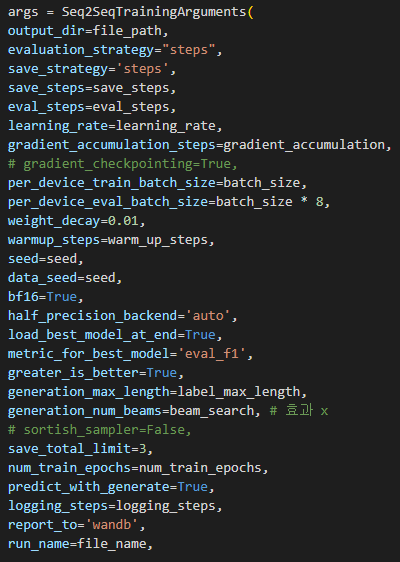 args = Seq2SeqTrainingArguments(
output_dir=file_path,
evaluation_strategy="steps",
save_strategy='steps',
save_steps=save_steps,
eval_steps=eval_steps,
learning_rate=learning_rate,
gradient_accumulation_steps=gradient_accumulation,
# gradient_checkpointing=True,
per_device_train_batch_size=batch_size,
per_device_eval_batch_size=batch_size * 8,
weight_decay=0.01,
warmup_steps=warm_up_steps,
seed=seed,
data_seed=seed,
bf16=True,
half_precision_backend='auto',
load_best_model_at_end=True,
metric_for_best_model='eval_f1',
greater_is_better=True,
generation_max_length=label_max_length,
generation_num_beams=beam_search, # 효과 x
# sortish_sampler=False,
save_total_limit=3,
num_train_epochs=num_train_epochs,
predict_with_generate=True,
logging_steps=logging_steps,
report_to='wandb',
run_name=file_name,